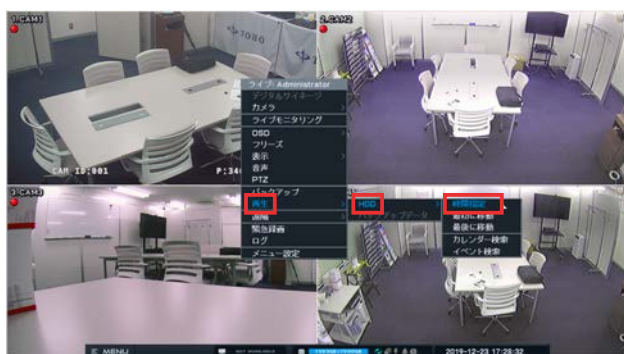 1.CAM1
2.CAM2
OROD
ライブ: Administrator
デジタルサイネージ
カメラ
ライブモニタリング
OSD
フリーズ
表示
音声
PTZ
バックアップ
再生
緊急録画
ログ
メニュー設定
CAM ID:001
3.CAM3
HDD
時間指定
最初に移動
最後に移動
カレンダー検索
イベント検索
MENU
2019-12-23 17:28:32